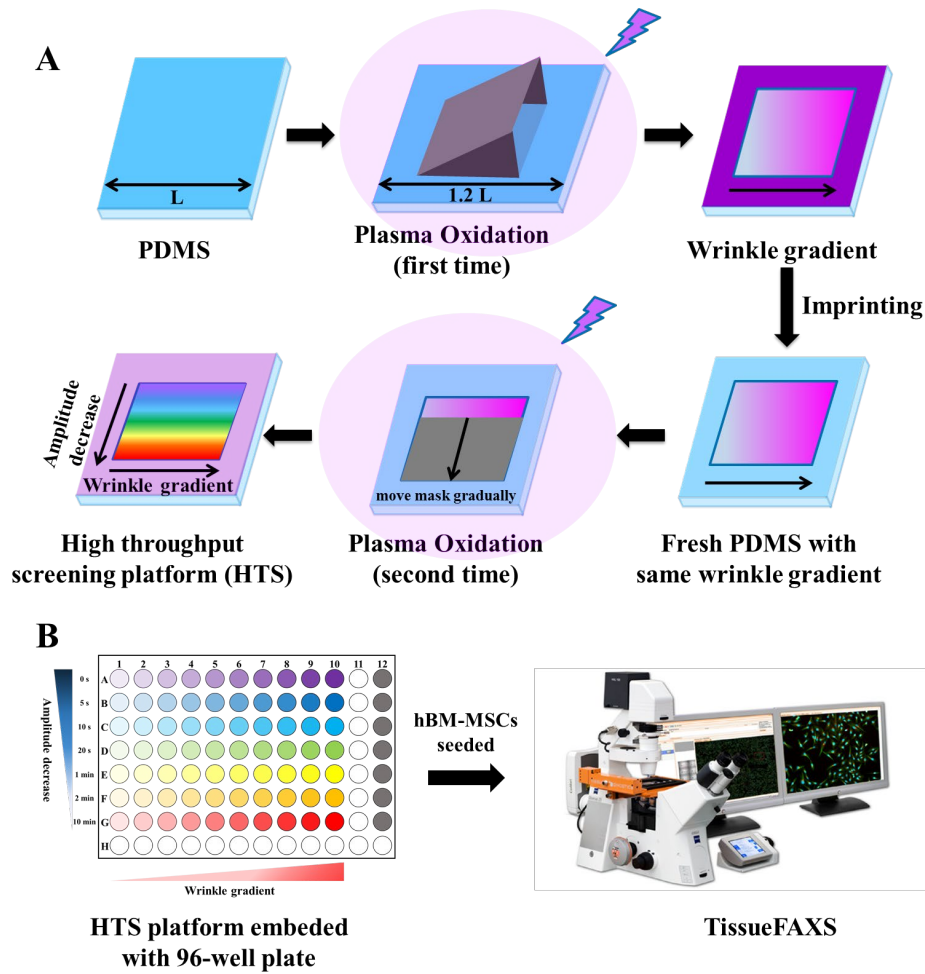 A
L
1.2 L
PDMS
Plasma Oxidation
(first time)
Wrinkle gradient
Imprinting
Amplitude
decrease
Wrinkle gradient
move mask gradually
High throughput
screening platform (HTS)
Plasma Oxidation
(second time)
Fresh PDMS with
same wrinkle gradient
B
1 2 3 4 5 6 7 8 9 10 11 12
Amplitude decrease
0 s A
5 s B
10 s C
20 s D
1 min E
2 min F
10 min G
H
Wrinkle gradient
hBM-MSCs
seeded
HTS platform embeded
with 96-well plate
TissueFAXS